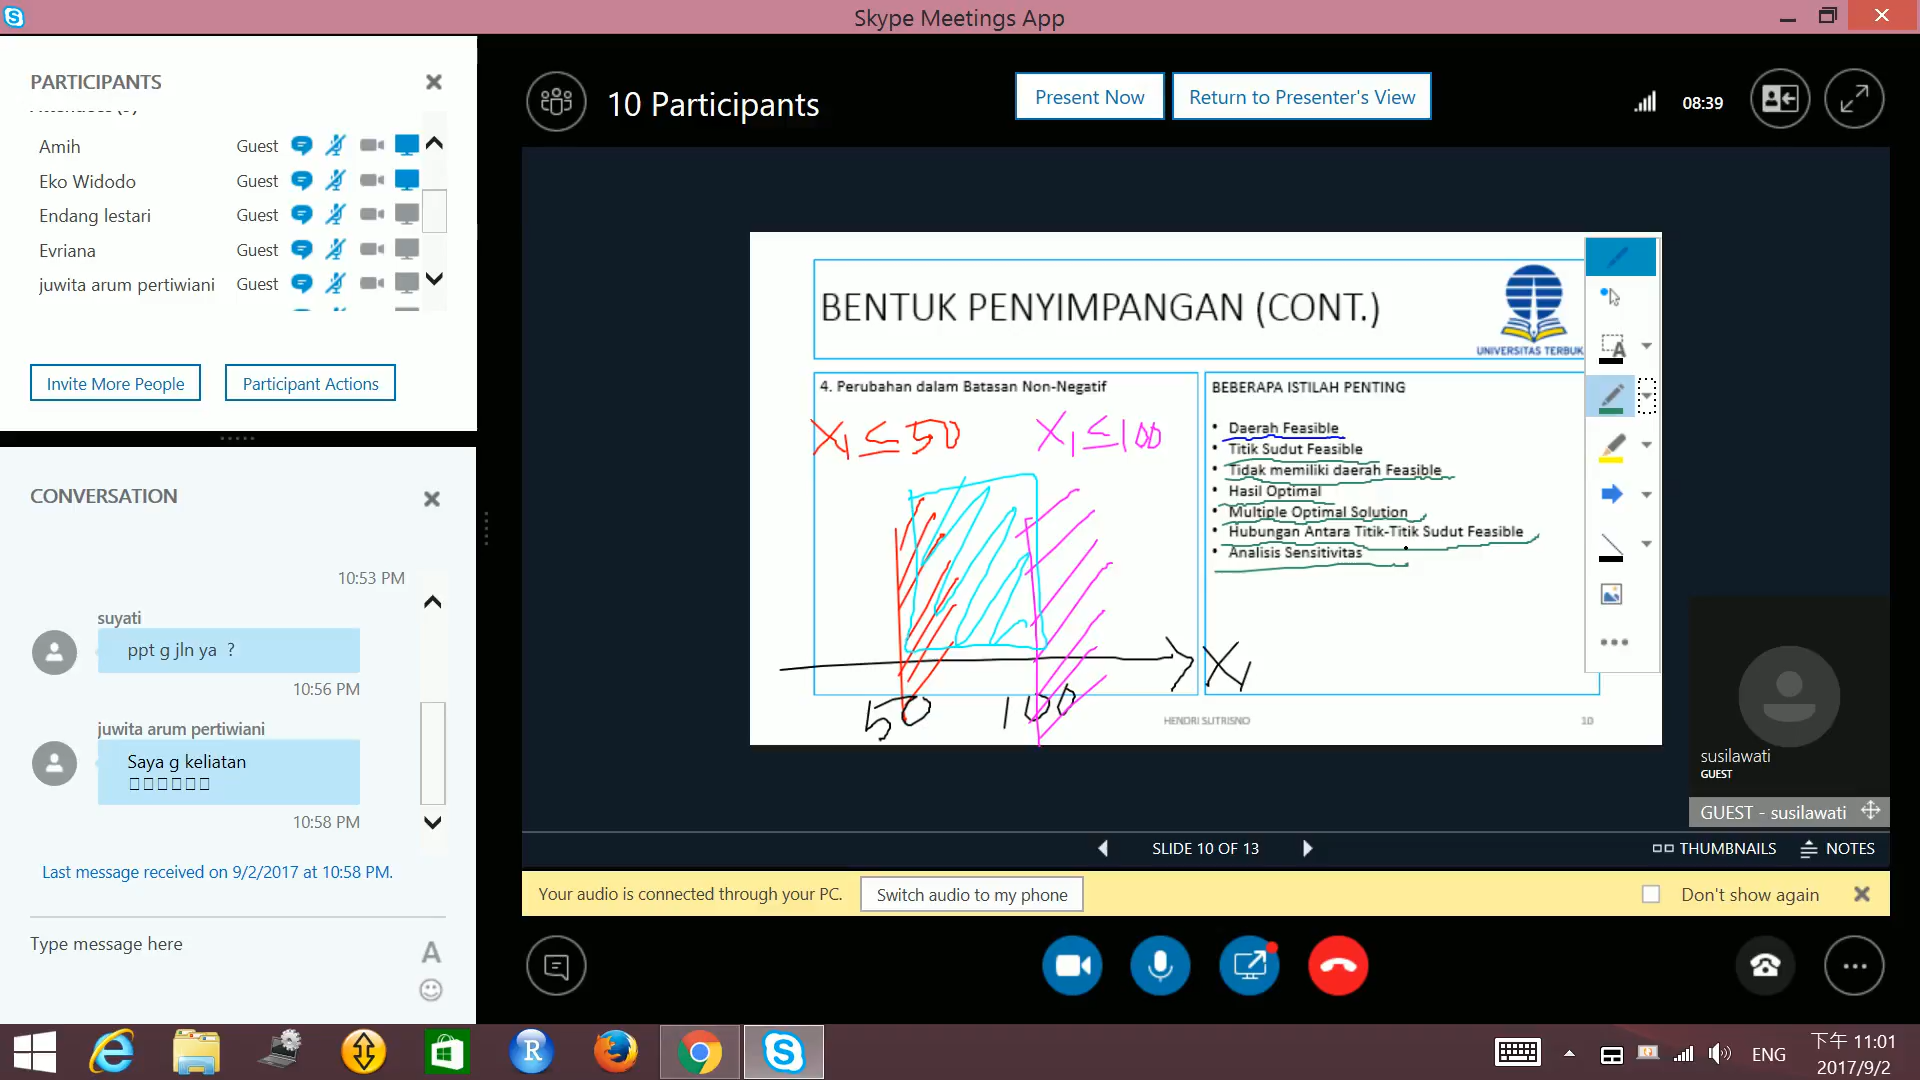 Skype Meetings App
PARTICIPANTS
Amih Guest
Eko Widodo Guest
Endang lestari Guest
Evriana Guest
juwita arum pertiwiani Guest
Invite More People
Participant Actions
CONVERSATION
10:53 PM
suyati
ppt g jln ya ?
10:56 PM
juwita arum pertiwiani
Saya g keliatan
10:58 PM
Last message received on 9/2/2017 at 10:58 PM.
Type message here
10 Participants
Present Now
Return to Presenter's View
08:39
BENTUK PENYIMPANGAN (CONT.)
UNIVERSITAS TERBUK
4. Perubahan dalam Batasan Non-Negatif
X1 ≤ 50
X1 ≤ 100
50
100
X1
BEBERAPA ISTILAH PENTING
• Daerah Feasible
• Titik Sudut Feasible
• Tidak memiliki daerah Feasible
• Hasil Optimal
• Multiple Optimal Solution
• Hubungan Antara Titik-Titik Sudut Feasible
• Analisis Sensitivitas
HENDRI SUTRISNO
10
susilawati
GUEST
GUEST - susilawati
SLIDE 10 OF 13
THUMBNAILS
NOTES
Your audio is connected through your PC.
Switch audio to my phone
Don't show again
ENG
下午 11:01
2017/9/2